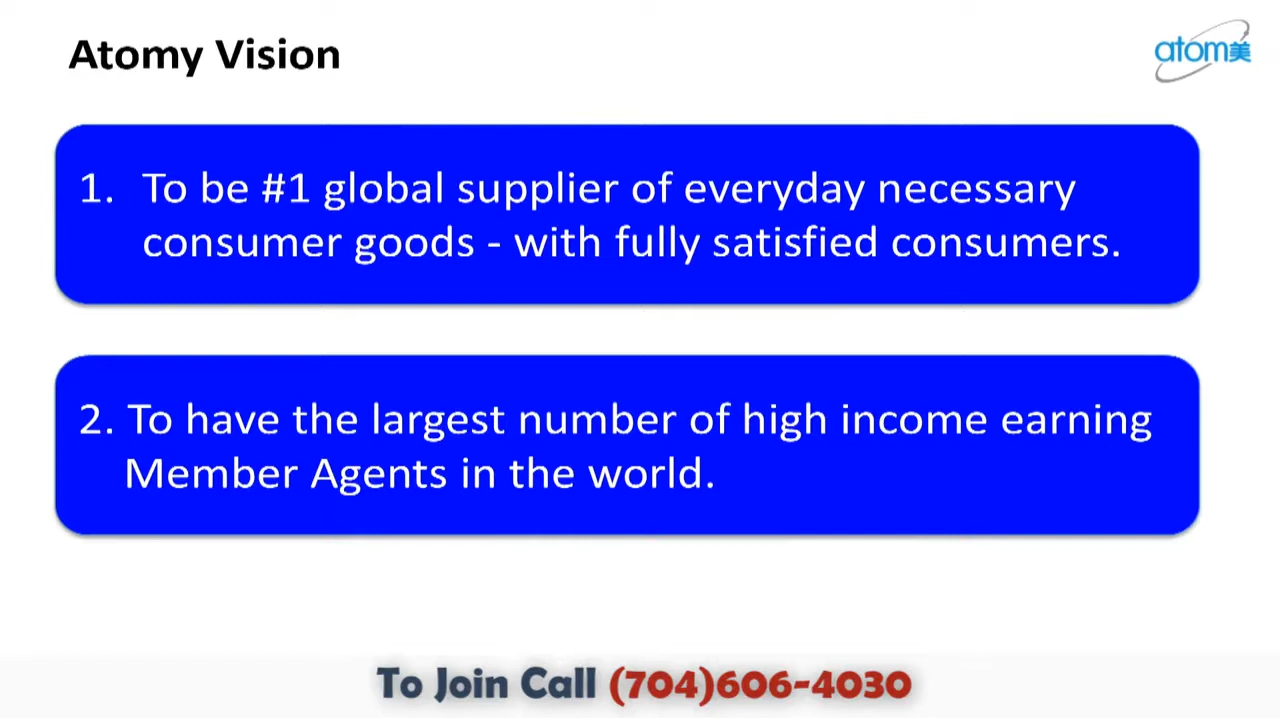 Atomy Vision
atom美
1. To be #1 global supplier of everyday necessary
consumer goods - with fully satisfied consumers.
2. To have the largest number of high income earning
Member Agents in the world.
To Join Call (704)606-4030